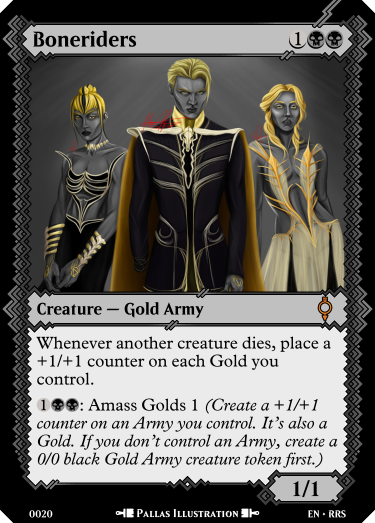 Boneriders 1
Creature — Gold Army
Whenever another creature dies, place a
+1/+1 counter on each Gold you
control.
1: Amass Golds 1 (Create a +1/+1
counter on an Army you control. It's also a
Gold. If you don't control an Army, create a
0/0 black Gold Army creature token first.)
1/1
0020 PALLAS ILLUSTRATION EN • RRS